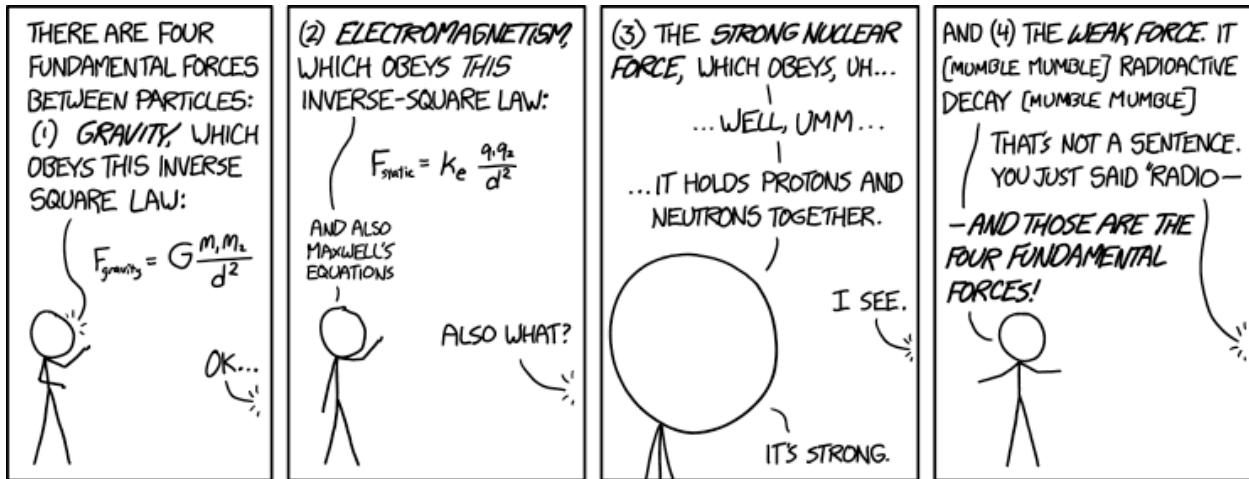 THERE ARE FOUR
FUNDAMENTAL FORCES
BETWEEN PARTICLES:
(1) GRAVITY, WHICH
OBEYS THIS INVERSE
SQUARE LAW:
F_gravity = G m₁m₂/d²
OK...
(2) ELECTROMAGNETISM,
WHICH OBEYS THIS
INVERSE-SQUARE LAW:
F_static = K_e q₁q₂/d²
AND ALSO
MAXWELL'S
EQUATIONS
ALSO WHAT?
(3) THE STRONG NUCLEAR
FORCE, WHICH OBEYS, UH...
...WELL, UMM...
...IT HOLDS PROTONS AND
NEUTRONS TOGETHER.
I SEE.
IT'S STRONG.
AND (4) THE WEAK FORCE. IT
[MUMBLE MUMBLE] RADIOACTIVE
DECAY [MUMBLE MUMBLE]
THAT'S NOT A SENTENCE.
YOU JUST SAID "RADIO—
—AND THOSE ARE THE
FOUR FUNDAMENTAL
FORCES!